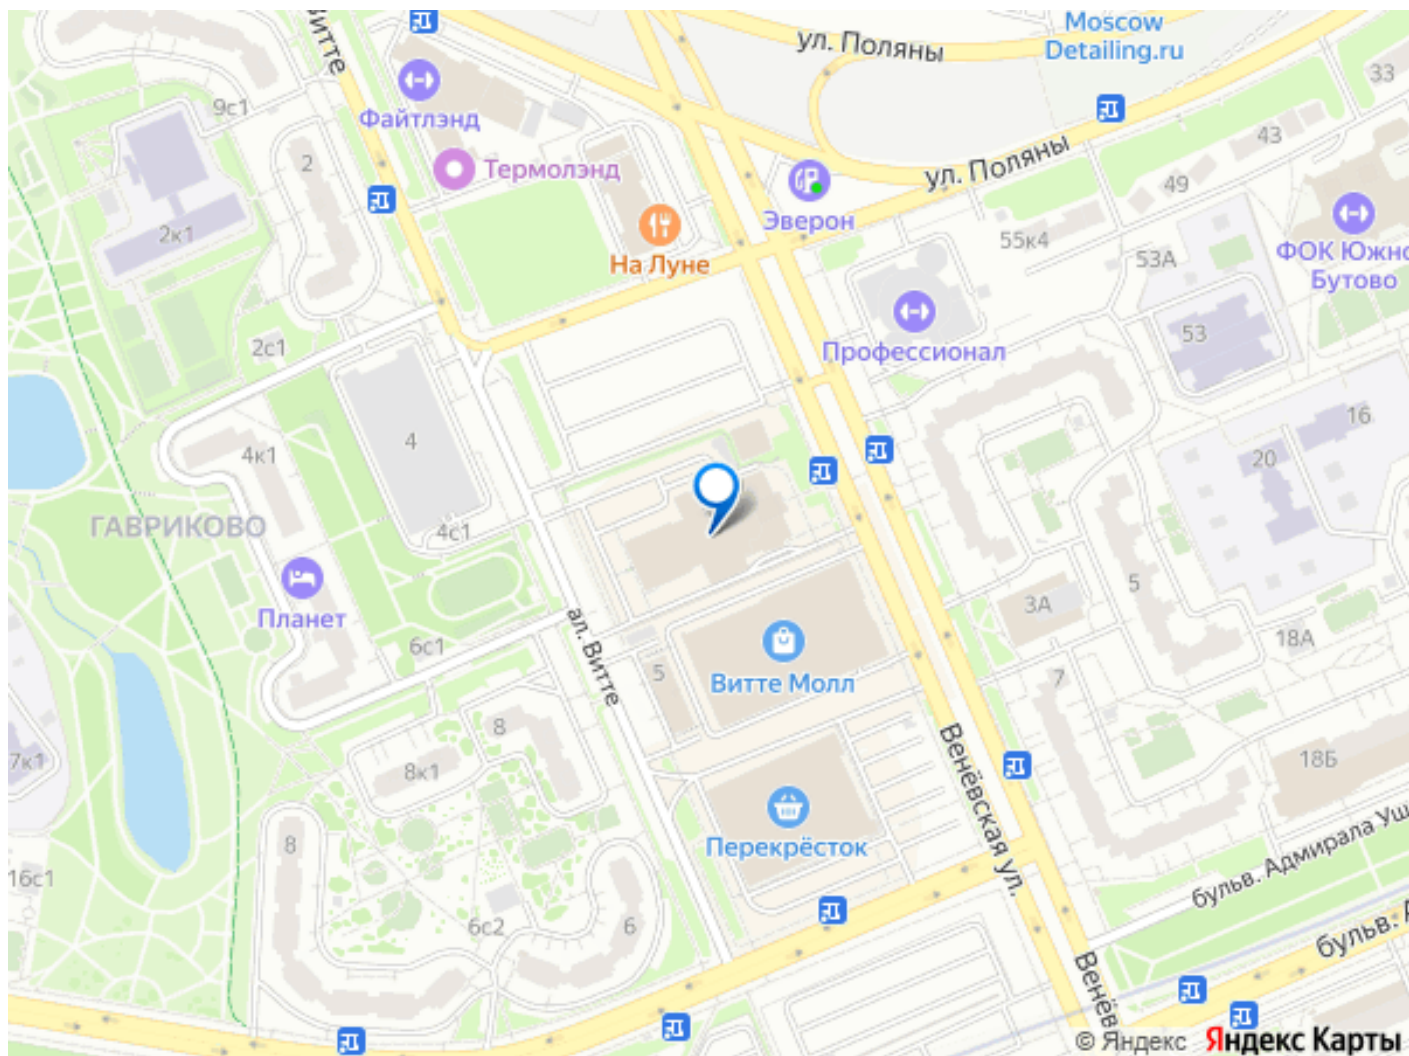 Moscow
Detailing.ru
ул. Поляны
Витте
33
Файтлэнд
9с1
43
ул. Поляны
2
Термолэнд
49
Эверон
2к1
55к4
На Луне
53А
ФОК Южно
Бутово
53
2с1
Профессионал
16
4
4к1
20
ГАВРИКОВО
4с1
5
Планет
3А
ал. Витте
18А
6с1
5
7
Витте Молл
8
Венёвская ул.
7к1
8к1
18Б
Перекрёсток
8
бульв. Адмирала Уш
16с1
6с2
6
бульв. А
Венёв
© Яндекс Яндекс Карты